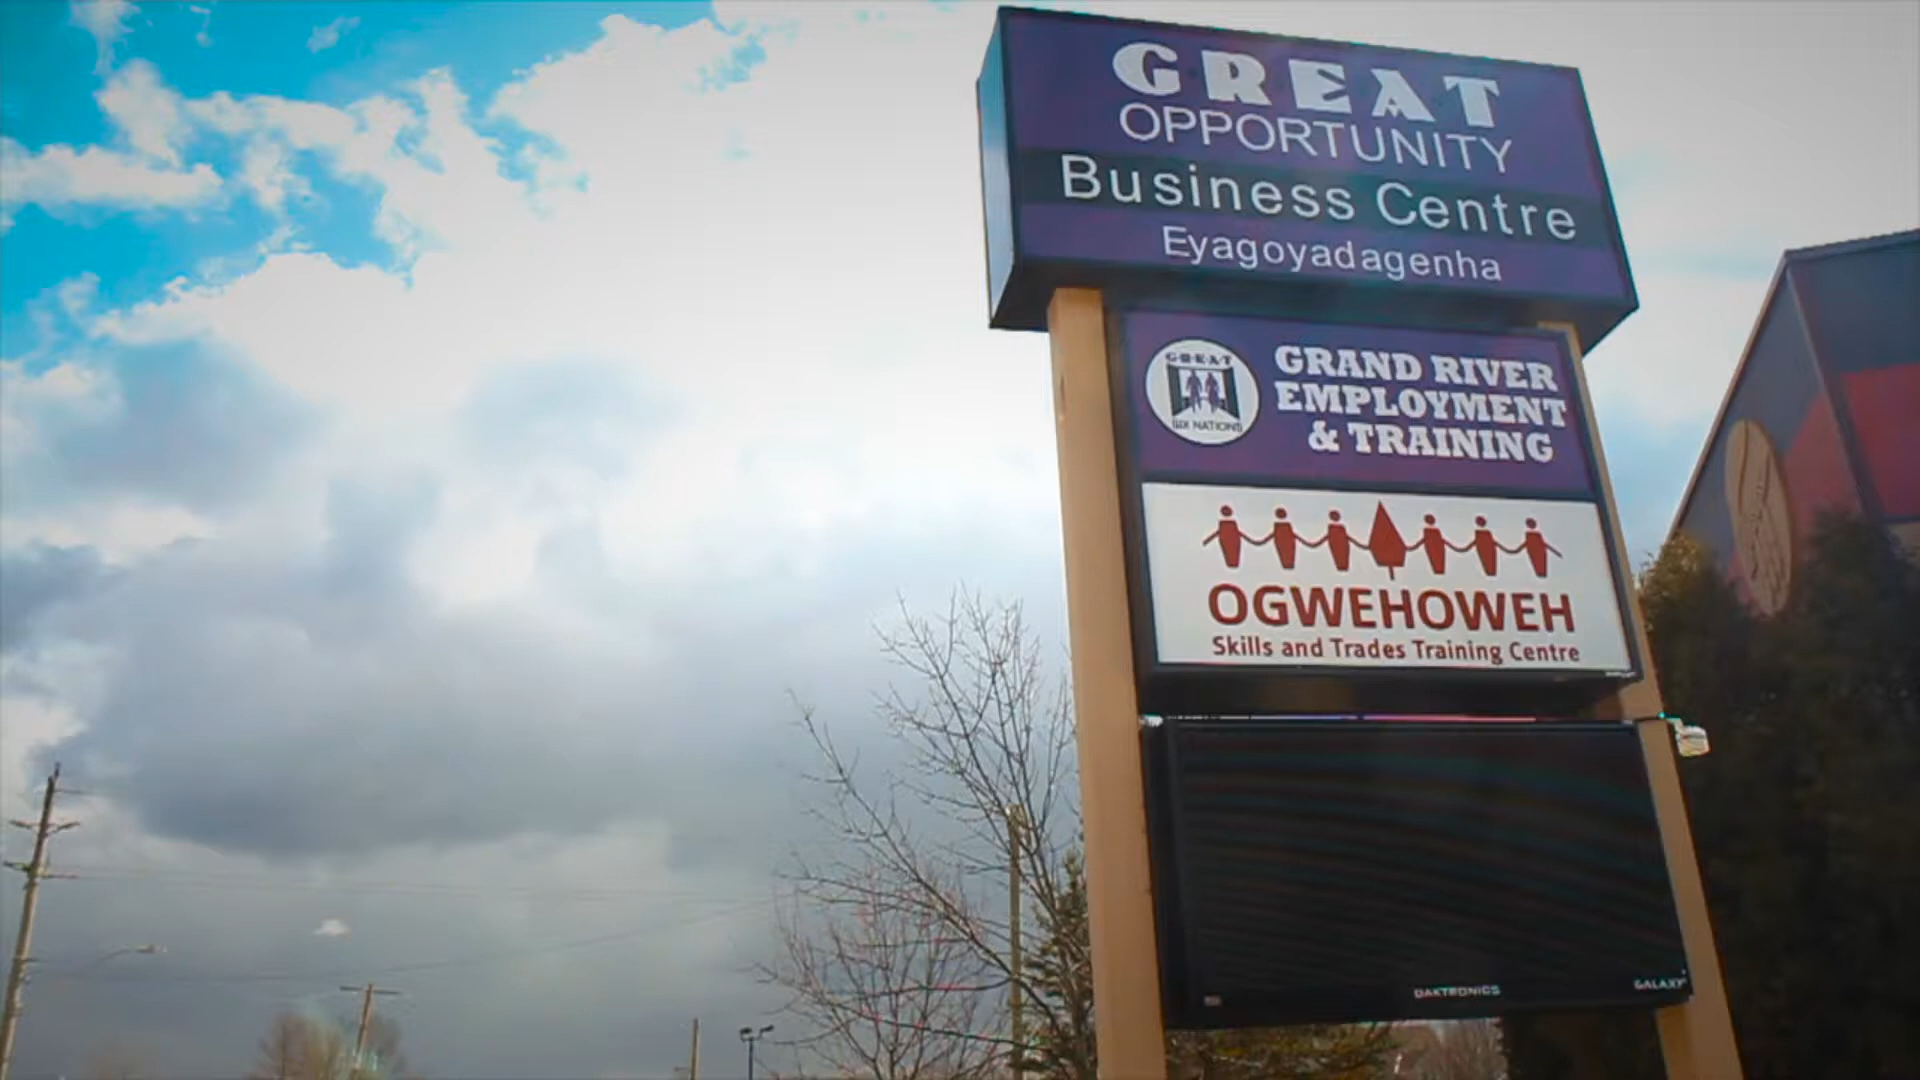 GREAT
OPPORTUNITY
Business Centre
Eyagoyadagenha
GREAT
SIX NATIONS
GRAND RIVER
EMPLOYMENT
& TRAINING
OGWEHOWEH
Skills and Trades Training Centre
DAKTRONICS
GALAXY